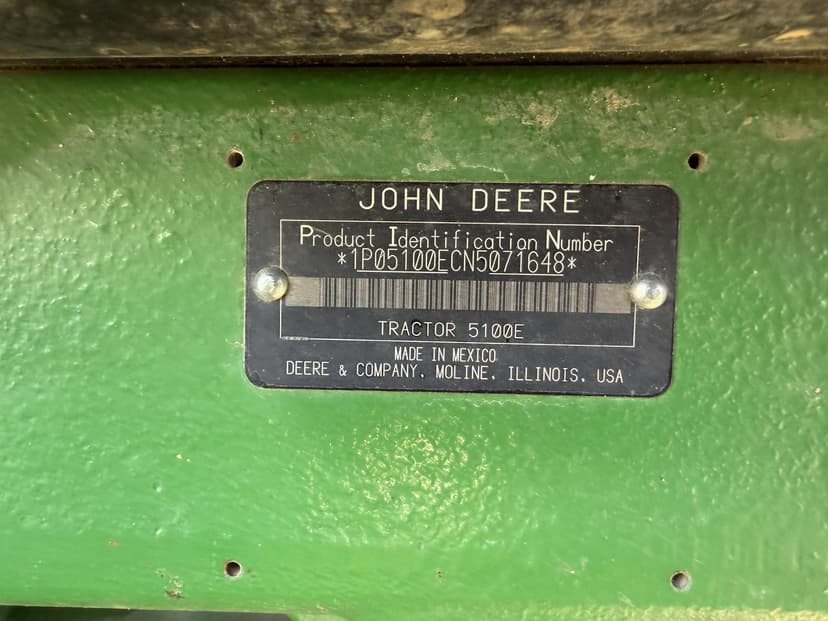 JOHN DEERE
Product Identification Number
*1P05100ECN5071648*
TRACTOR 5100E
MADE IN MEXICO
DEERE & COMPANY, MOLINE, ILLINOIS, USA